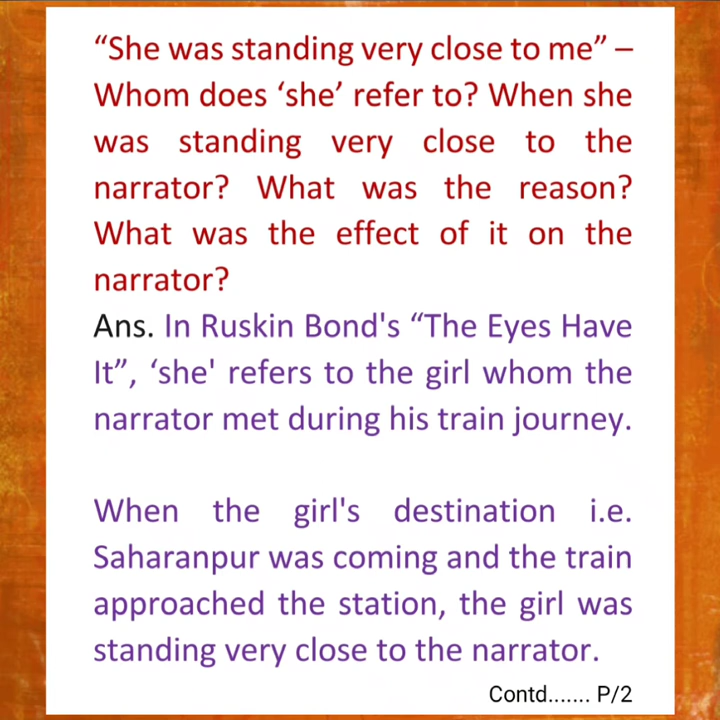 “She was standing very close to me” –
Whom does ‘she’ refer to? When she
was standing very close to the
narrator? What was the reason?
What was the effect of it on the
narrator?
Ans. In Ruskin Bond's “The Eyes Have
It”, ‘she' refers to the girl whom the
narrator met during his train journey.
When the girl's destination i.e.
Saharanpur was coming and the train
approached the station, the girl was
standing very close to the narrator.
Contd....... P/2